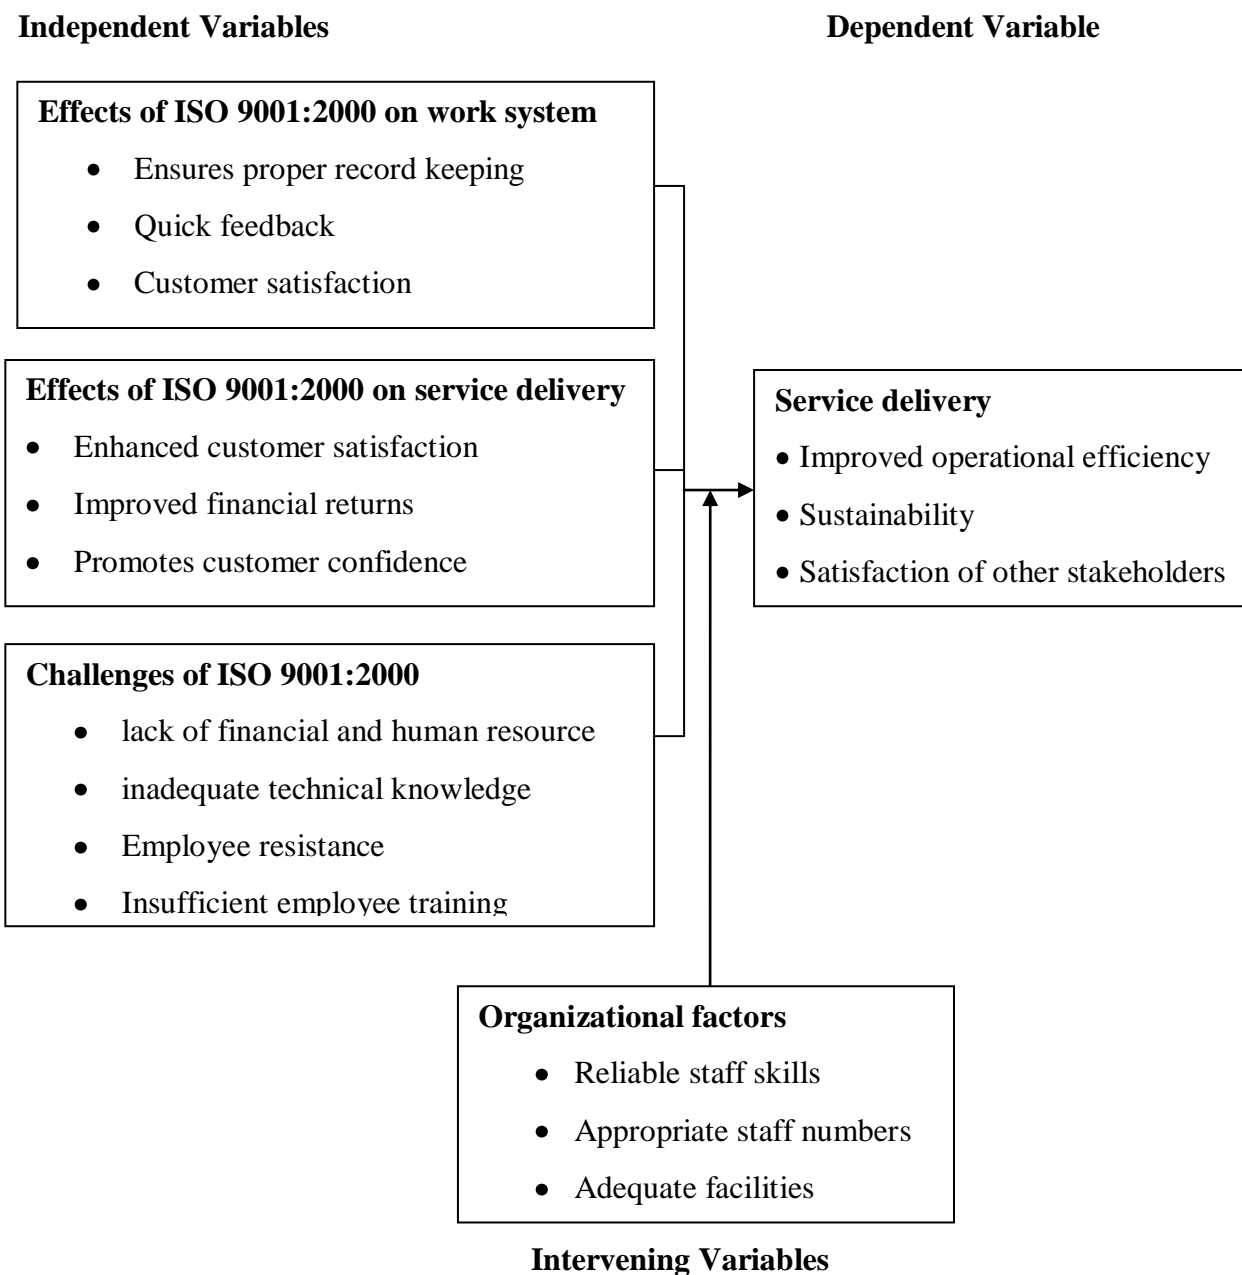 Independent Variables
Dependent Variable
Effects of ISO 9001:2000 on work system
• Ensures proper record keeping
• Quick feedback
• Customer satisfaction
Effects of ISO 9001:2000 on service delivery
• Enhanced customer satisfaction
• Improved financial returns
• Promotes customer confidence
Service delivery
• Improved operational efficiency
• Sustainability
• Satisfaction of other stakeholders
Challenges of ISO 9001:2000
• lack of financial and human resource
• inadequate technical knowledge
• Employee resistance
• Insufficient employee training
Organizational factors
• Reliable staff skills
• Appropriate staff numbers
• Adequate facilities
Intervening Variables